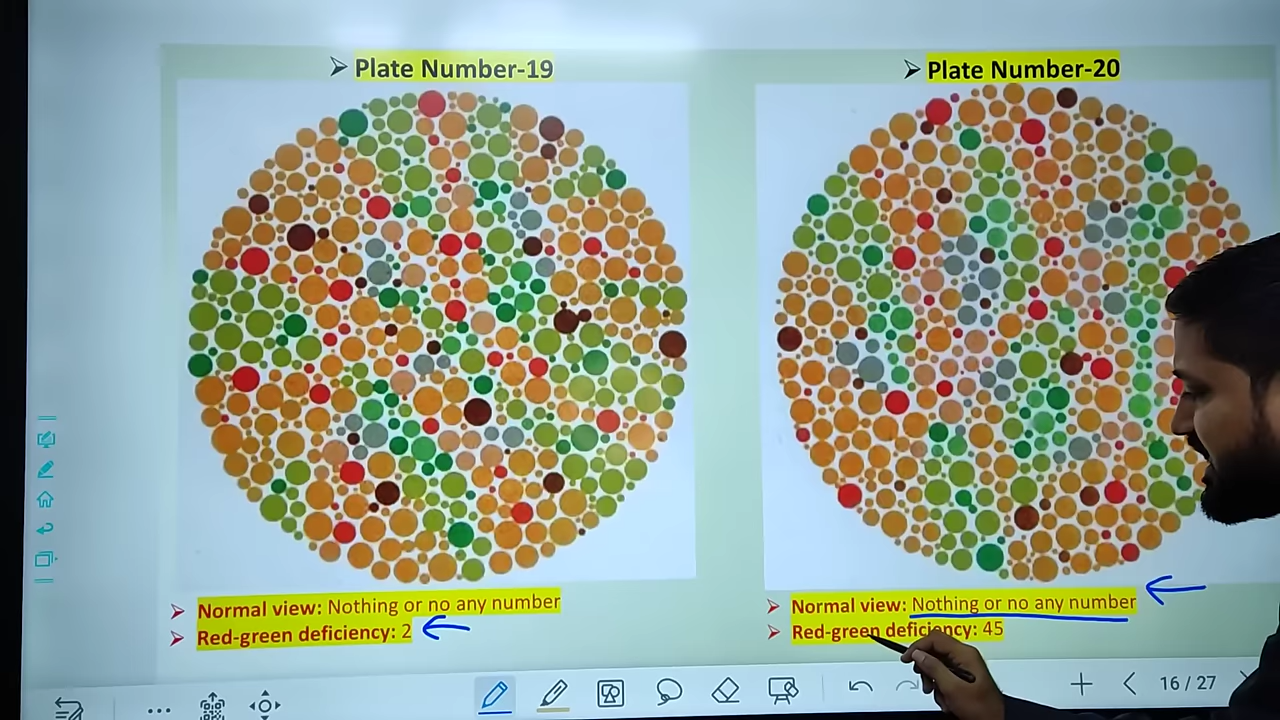 ➢ Plate Number-19
➢ Plate Number-20
➢ Normal view: Nothing or no any number
➢ Red-green deficiency: 2
➢ Normal view: Nothing or no any number
➢ Red-green deficiency: 45
16 / 27